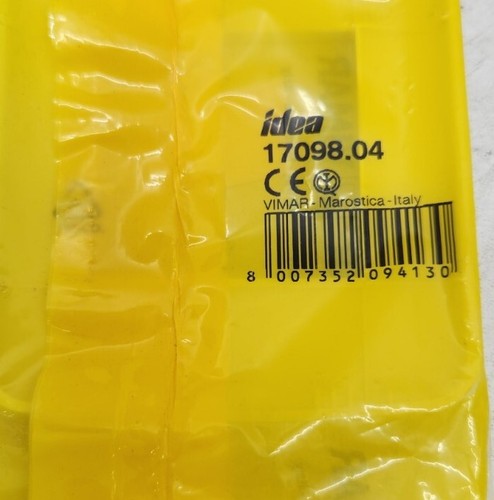 idea
17098.04
CE
VIMAR - Marostica - Italy
8 007352 094130